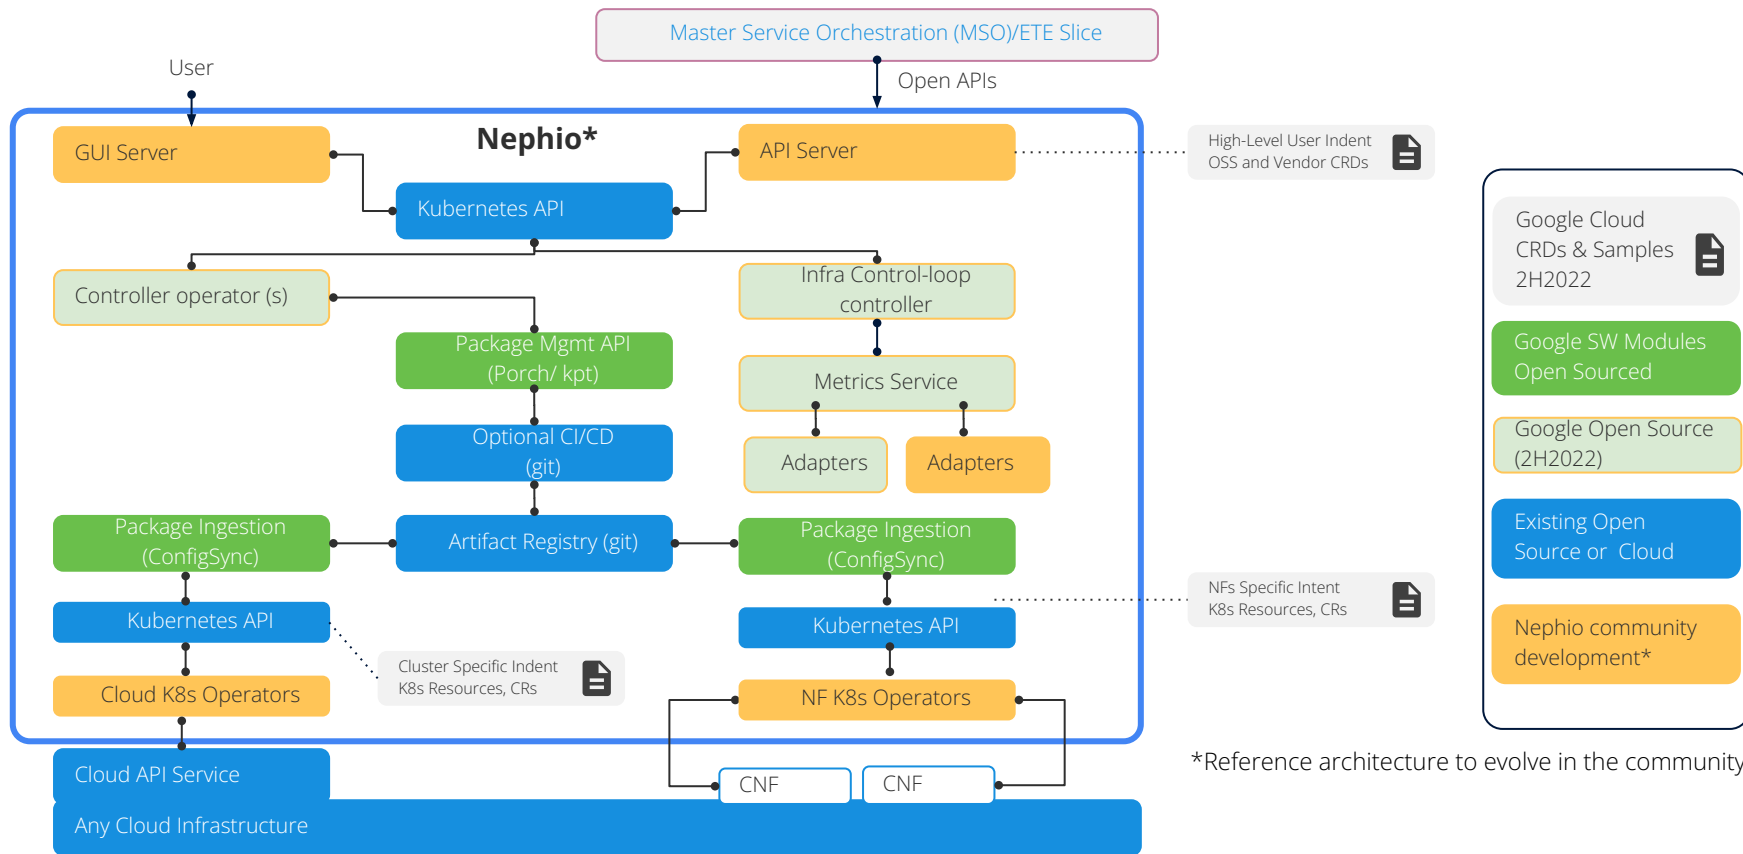 Master Service Orchestration (MSO)/ETE Slice
User
Open APIs
Nephio*
GUI Server
API Server
High-Level User Indent
OSS and Vendor CRDs
Kubernetes API
Controller operator (s)
Infra Control-loop
controller
Package Mgmt API
(Porch/ kpt)
Metrics Service
Optional CI/CD
(git)
Adapters
Adapters
Package Ingestion
(ConfigSync)
Artifact Registry (git)
Package Ingestion
(ConfigSync)
NFs Specific Intent
K8s Resources, CRs
Kubernetes API
Kubernetes API
Cluster Specific Indent
K8s Resources, CRs
Cloud K8s Operators
NF K8s Operators
Cloud API Service
CNF
CNF
Any Cloud Infrastructure
Google Cloud
CRDs & Samples
2H2022
Google SW Modules
Open Sourced
Google Open Source
(2H2022)
Existing Open
Source or Cloud
Nephio community
development*
*Reference architecture to evolve in the community